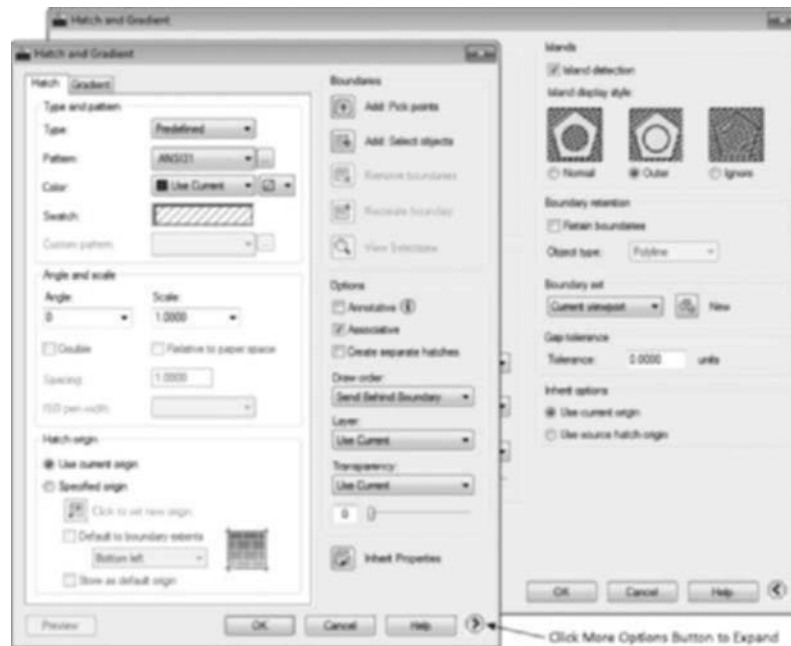 Hatch and Gradient
Hatch and Gradient
Hatch
Gradient
Type and pattern
Type:
Predefined
Pattern:
ANSI31
Color:
Use Current
Swatch:
Custom pattern:
Angle and scale
Angle:
Scale:
0
1.0000
Double
Relative to paper space
Spacing:
1.0000
ISO pen width:
Hatch origin
Use current origin
Specified origin
Click to set new origin
Default to boundary extents
Bottom left
Store as default origin
Preview
OK
Cancel
Help
Boundaries
Add: Pick points
Add: Select objects
Remove boundaries
Recreate boundary
View Selections
Options
Annotative
Associative
Create separate hatches
Draw order:
Send Behind Boundary
Layer:
Use Current
Transparency:
Use Current
0
Inherit Properties
Islands
Island detection
Island display style:
Normal
Outer
Ignore
Boundary retention
Retain boundaries
Object type:
Polyline
Boundary set
Current viewport
New
Gap tolerance
Tolerance:
0.0000
units
Inherit options
Use current origin
Use source hatch origin
OK
Cancel
Help
Click More Options Button to Expand